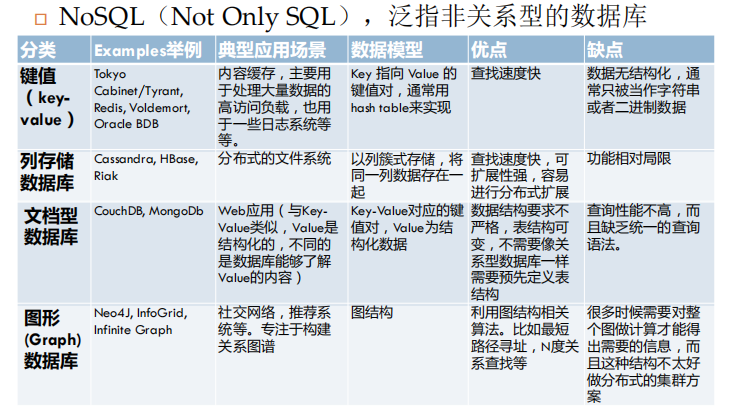 NoSQL（Not Only SQL），泛指非关系型的数据库
分类
Examples举例
典型应用场景
数据模型
优点
缺点
键值
（key-
value）
Tokyo
Cabinet/Tyrant,
Redis, Voldemort,
Oracle BDB
内容缓存，主要用
于处理大量数据的
高访问负载，也用
于一些日志系统等
等。
Key 指向 Value 的
键值对，通常用
hash table来实现
查找速度快
数据无结构化，通
常只被当作字符串
或者二进制数据
列存储
数据库
Cassandra, HBase,
Riak
分布式的文件系统
以列簇式存储，将
同一列数据存在一
起
查找速度快，可
扩展性强，容易
进行分布式扩展
功能相对局限
文档型
数据库
CouchDB, MongoDb
Web应用（与Key-
Value类似，Value是
结构化的，不同的
是数据库能够了解
Value的内容）
Key-Value对应的键
值对，Value为结
构化数据
数据结构要求不
严格，表结构可
变，不需要像关
系型数据库一样
需要预先定义表
结构
查询性能不高，而
且缺乏统一的查询
语法。
图形
(Graph)
数据库
Neo4J, InfoGrid,
Infinite Graph
社交网络，推荐系
统等。专注于构建
关系图谱
图结构
利用图结构相关
算法。比如最短
路径寻址，N度关
系查找等
很多时候需要对整
个图做计算才能得
出需要的信息，而
且这种结构不太好
做分布式的集群方
案